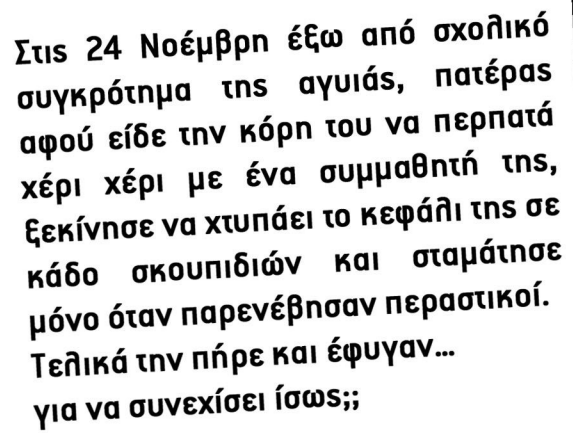 Στις 24 Νοέμβρη έξω από σχολικό
συγκρότημα της αγυιάς, πατέρας
αφού είδε την κόρη του να περπατά
χέρι χέρι με ένα συμμαθητή της,
ξεκίνησε να χτυπάει το κεφάλι της σε
κάδο σκουπιδιών και σταμάτησε
μόνο όταν παρενέβησαν περαστικοί.
Τελικά την πήρε και έφυγαν...
για να συνεχίσει ίσως;;